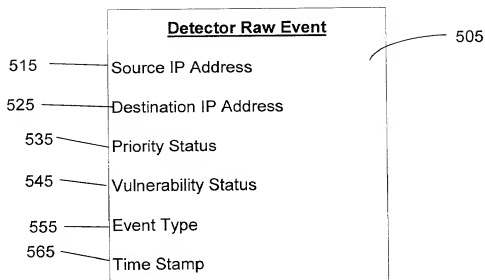 Detector Raw Event
505
515 Source IP Address
525 Destination IP Address
535 Priority Status
545 Vulnerability Status
555 Event Type
565 Time Stamp